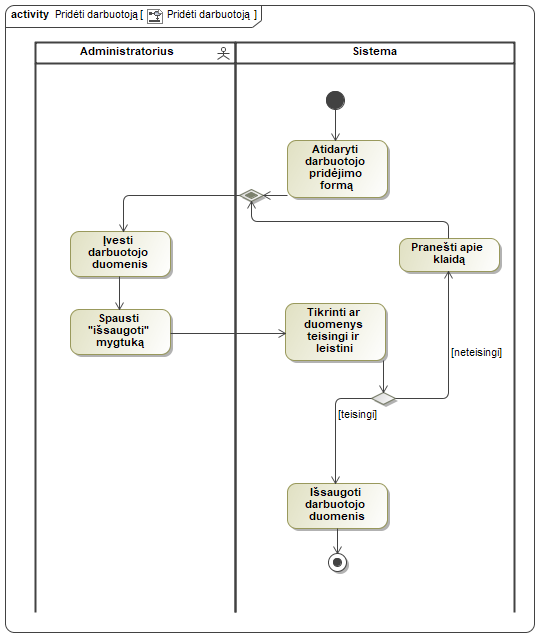 activity Pridėti darbuotoją [ Pridėti darbuotoją ]
Administratorius
Sistema
Atidaryti
darbuotojo
pridėjimo
formą
Įvesti
darbuotojo
duomenis
Pranešti apie
klaidą
Spausti
"išsaugoti"
mygtuką
Tikrinti ar
duomenys
teisingi ir
leistini
[neteisingi]
[teisingi]
Išsaugoti
darbuotojo
duomenis